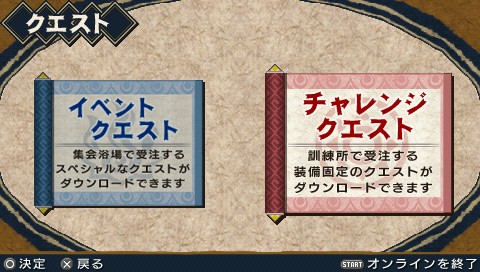 クエスト
イベント
クエスト
集会浴場で受注する
スペシャルなクエストが
ダウンロードできます
チャレンジ
クエスト
訓練所で受注する
装備固定のクエストが
ダウンロードできます
○決定 ×戻る
START オンラインを終了